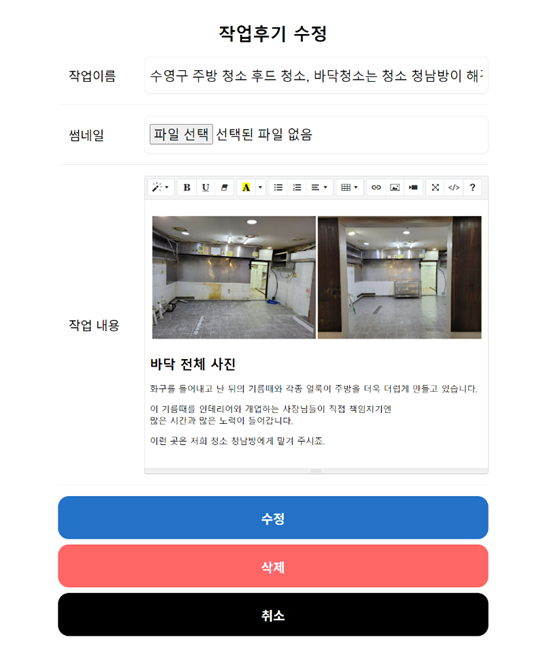 작업후기 수정
작업이름
수영구 주방 청소 후드 청소, 바닥청소는 청소 청남방이 해
썸네일
파일 선택 선택된 파일 없음
B U A </> ?
작업 내용
바닥 전체 사진
화구를 들어내고 난 뒤의 기름때와 각종 얼룩이 주방을 더욱 더럽게 만들고 있습니다.
이 기름때를 인테리어와 개업하는 사장님들이 직접 책임지기엔
많은 시간과 많은 노력이 들어갑니다.
이런 곳은 저희 청소 청남방에게 맡겨 주시죠.
수정
삭제
취소